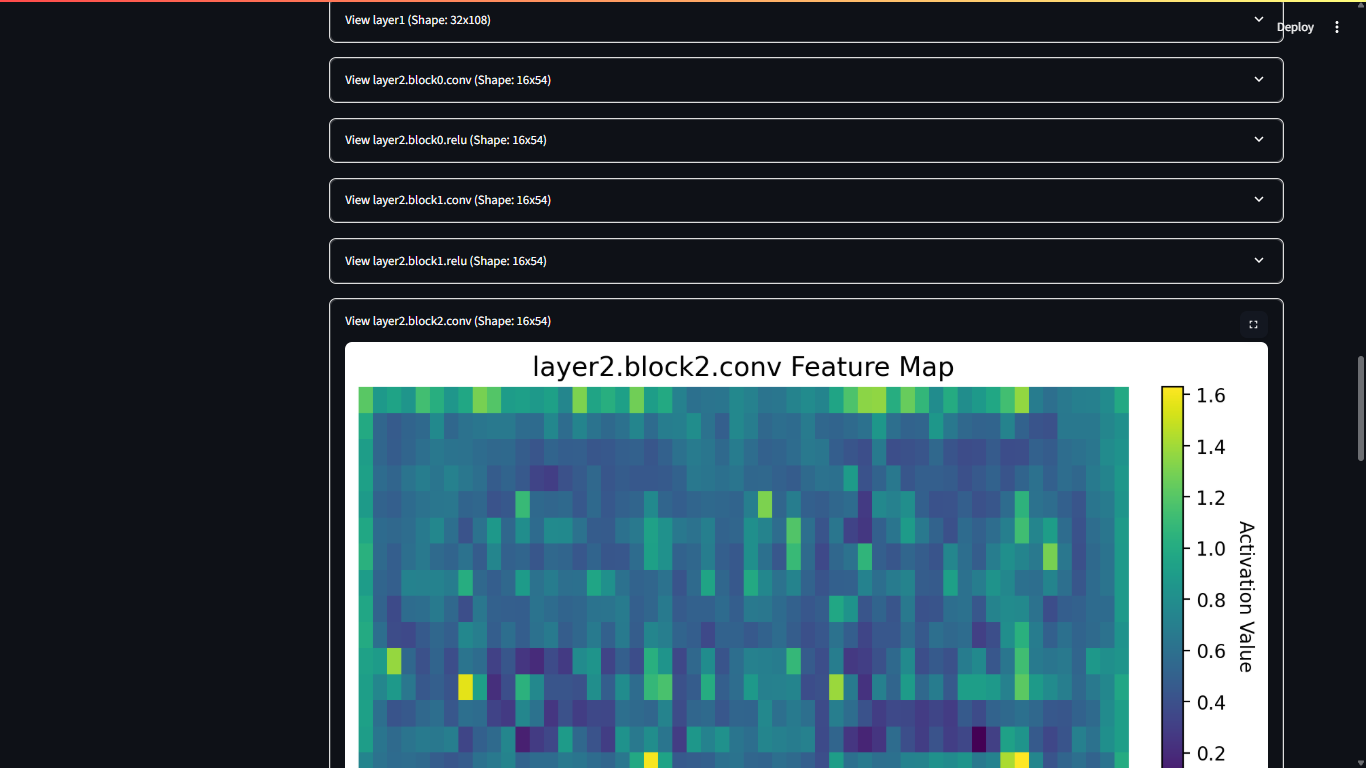 View layer1 (Shape: 32x108)
Deploy
View layer2.block0.conv (Shape: 16x54)
View layer2.block0.relu (Shape: 16x54)
View layer2.block1.conv (Shape: 16x54)
View layer2.block1.relu (Shape: 16x54)
View layer2.block2.conv (Shape: 16x54)
layer2.block2.conv Feature Map
1.6
1.4
1.2
1.0
0.8
0.6
0.4
0.2
Activation Value